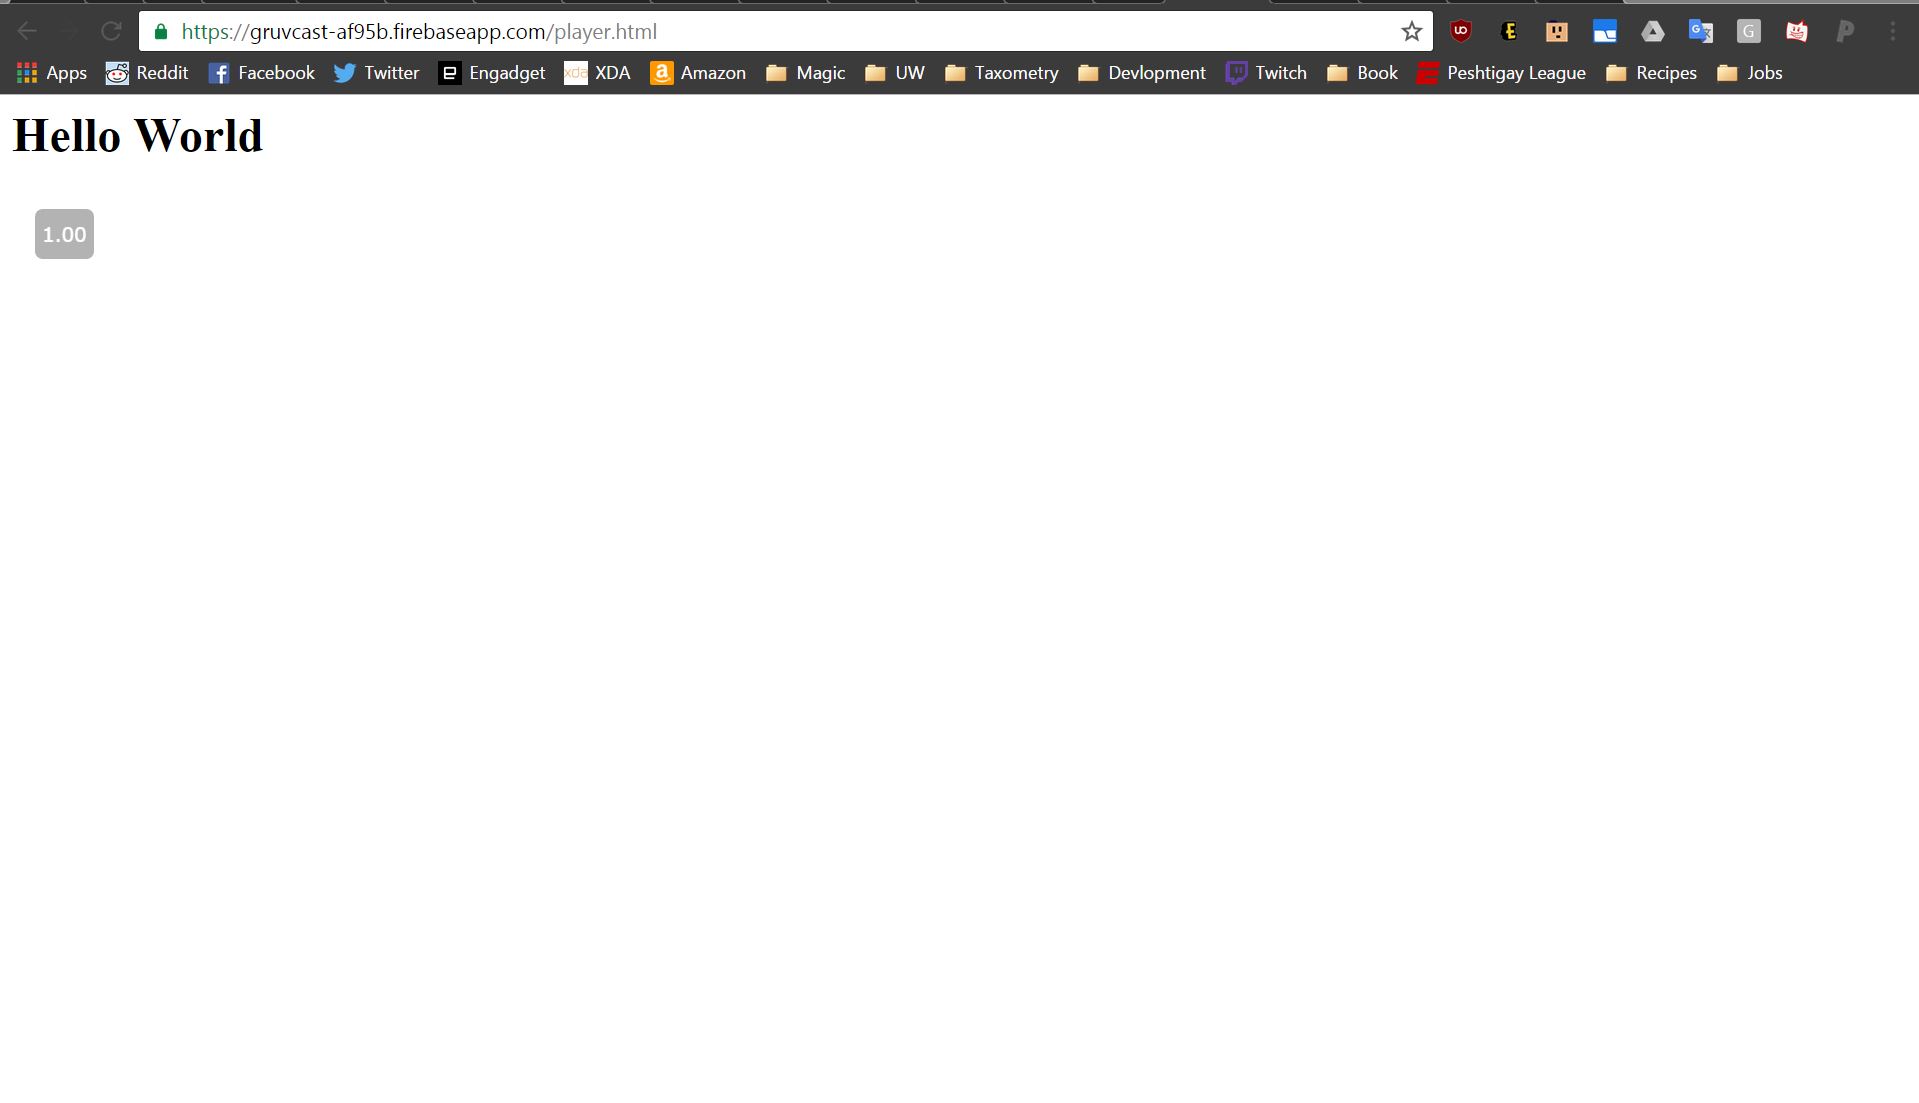 https://gruvcast-af95b.firebaseapp.com/player.html
Apps Reddit Facebook Twitter Engadget XDA Amazon Magic UW Taxometry Devlopment Twitch Book Peshtigay League Recipes Jobs
Hello World
1.00